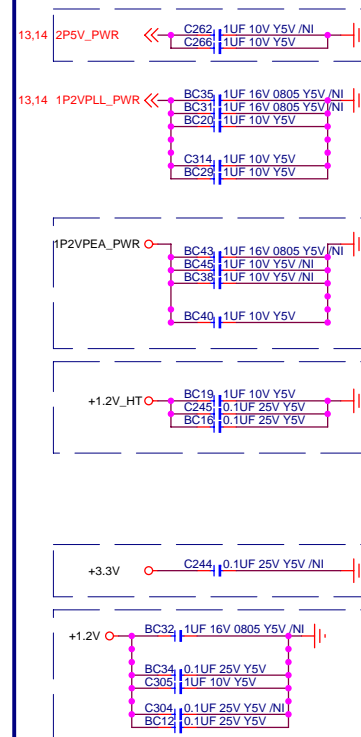 13,14 2P5V_PWR C262 1UF 10V Y5V /NI
C266 1UF 10V Y5V
13,14 1P2VPLL_PWR BC35 1UF 16V 0805 Y5V /NI
BC31 1UF 16V 0805 Y5V /NI
BC20 1UF 10V Y5V
C314 1UF 10V Y5V
BC29 1UF 10V Y5V
1P2VPEA_PWR BC43 1UF 16V 0805 Y5V /NI
BC45 1UF 10V Y5V /NI
BC38 1UF 10V Y5V /NI
BC40 1UF 10V Y5V
+1.2V_HT BC19 1UF 10V Y5V
C245 0.1UF 25V Y5V
BC16 0.1UF 25V Y5V
+3.3V C244 0.1UF 25V Y5V /NI
+1.2V BC32 1UF 16V 0805 Y5V /NI
BC34 0.1UF 25V Y5V
C305 1UF 10V Y5V
C304 0.1UF 25V Y5V /NI
BC12 0.1UF 25V Y5V